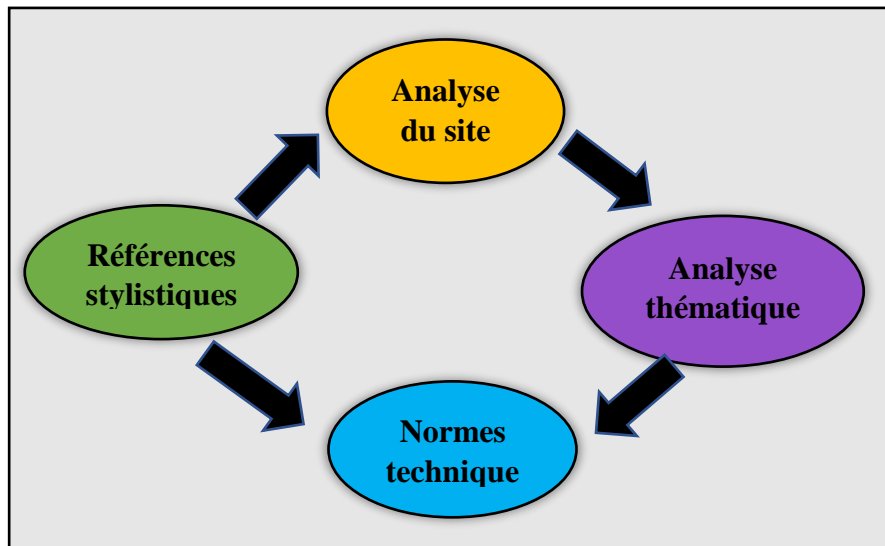 Analyse
du site
Références
stylistiques
Analyse
thématique
Normes
technique